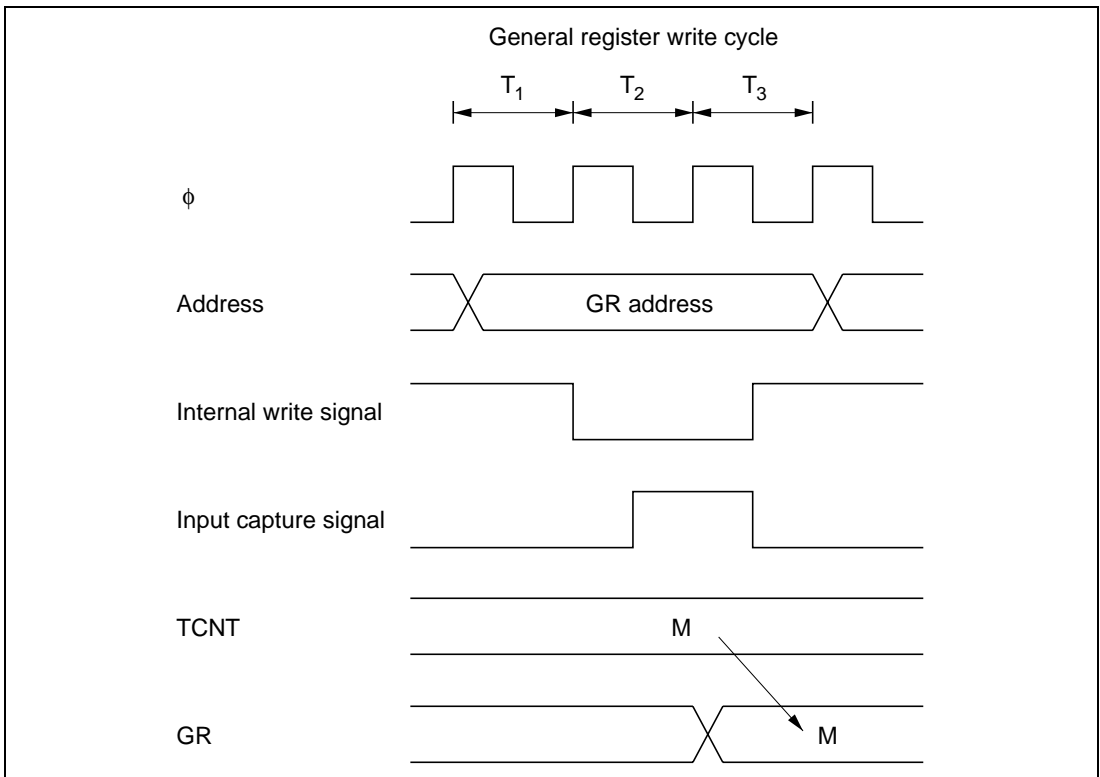 General register write cycle
T1 T2 T3
ϕ
Address GR address
Internal write signal
Input capture signal
TCNT M
GR M